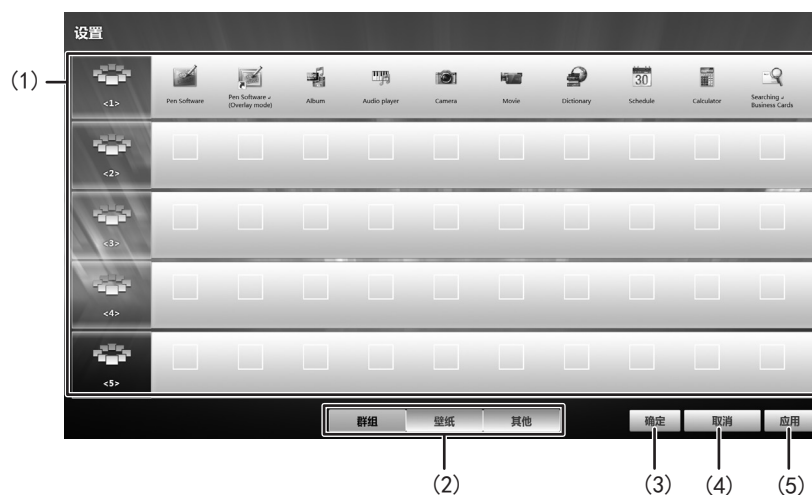 设置
(1)
<1>
Pen Software
Pen Software
(Overlay mode)
Album
Audio player
Camera
Movie
Dictionary
30
Schedule
Calculator
Searching
Business Cards
<2>
<3>
<4>
<5>
群组
壁纸
其他
确定
取消
应用
(2)
(3)
(4)
(5)